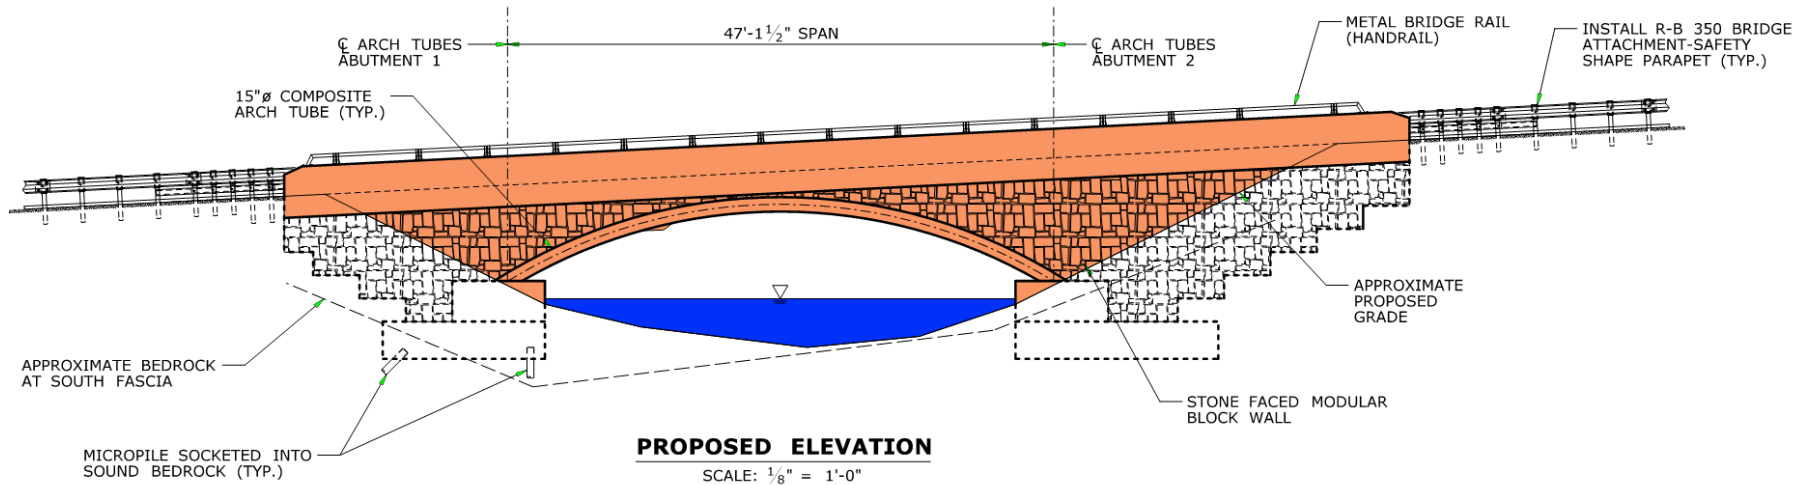 ℄ ARCH TUBES
ABUTMENT 1
47'-1½" SPAN
℄ ARCH TUBES
ABUTMENT 2
METAL BRIDGE RAIL
(HANDRAIL)
INSTALL R-B 350 BRIDGE
ATTACHMENT-SAFETY
SHAPE PARAPET (TYP.)
15"ø COMPOSITE
ARCH TUBE (TYP.)
APPROXIMATE
PROPOSED
GRADE
APPROXIMATE BEDROCK
AT SOUTH FASCIA
STONE FACED MODULAR
BLOCK WALL
MICROPILE SOCKETED INTO
SOUND BEDROCK (TYP.)
PROPOSED ELEVATION
SCALE: ⅛" = 1'-0"